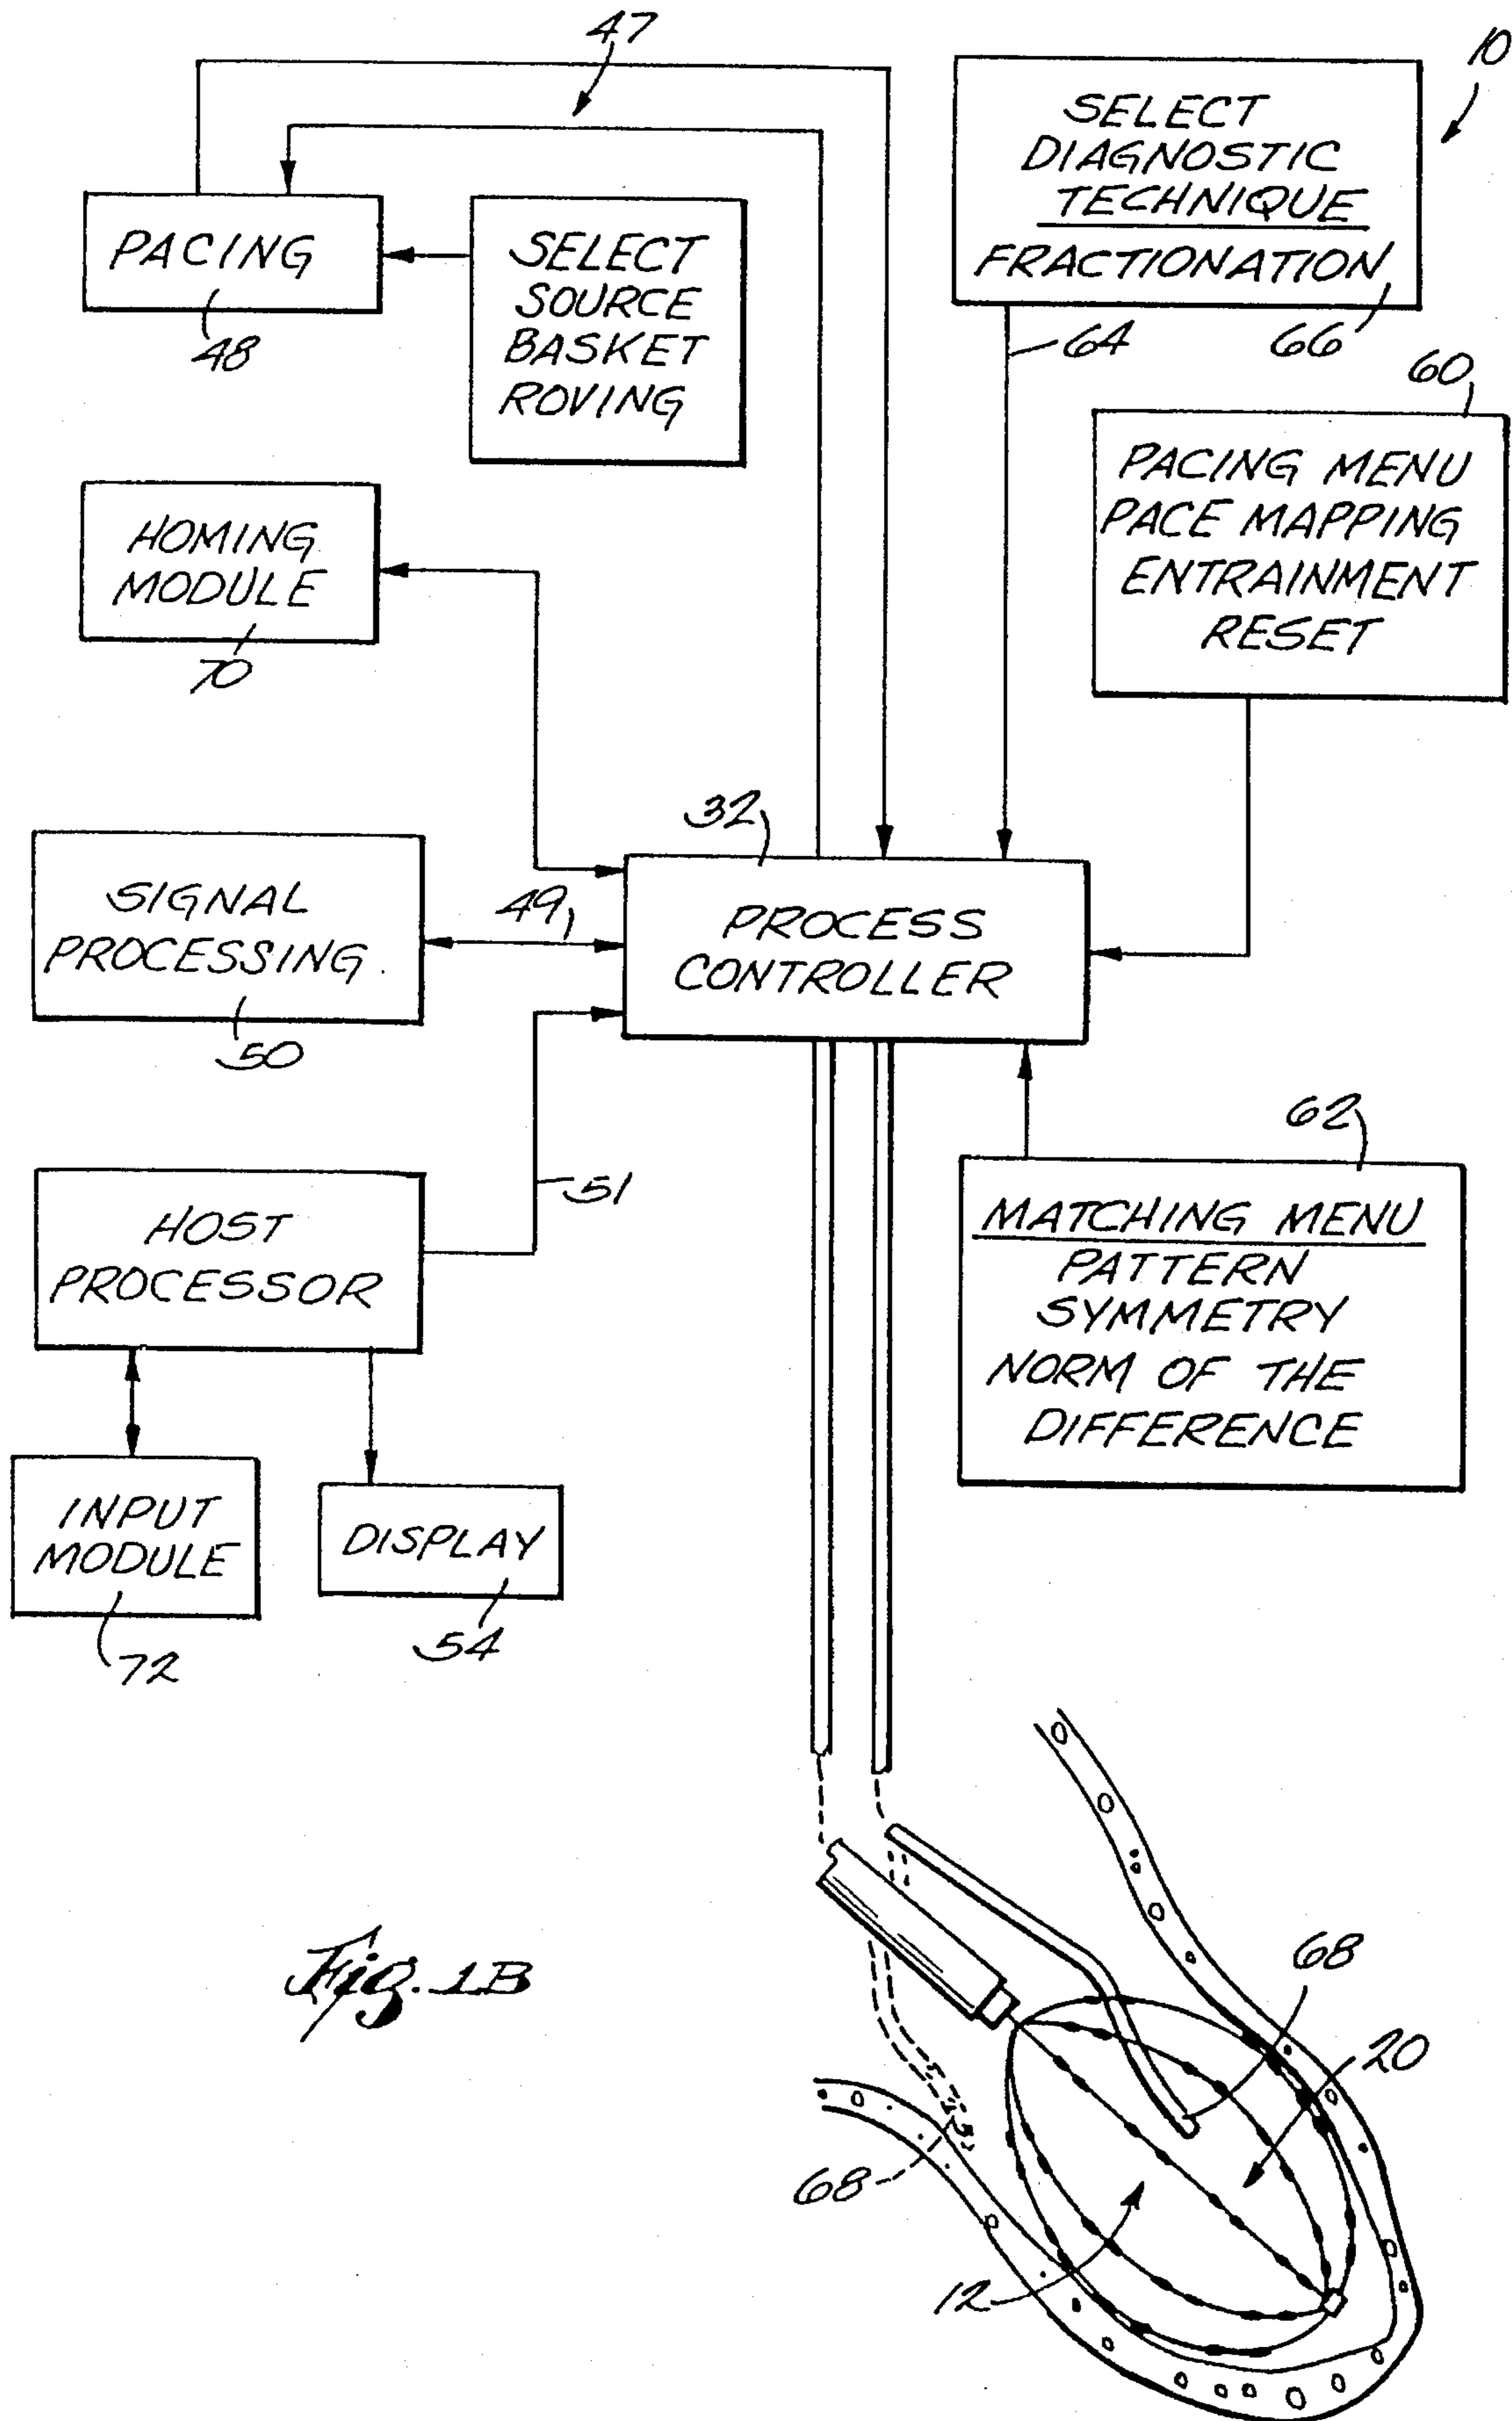 47
10
SELECT
DIAGNOSTIC
TECHNIQUE
FRACTIONATION
66
64
PACING
48
SELECT
SOURCE
BASKET
ROVING
60
PACING MENU
PACE MAPPING
ENTRAINMENT
RESET
HOMING
MODULE
70
32
PROCESS
CONTROLLER
SIGNAL
PROCESSING
50
49
51
HOST
PROCESSOR
62
MATCHING MENU
PATTERN
SYMMETRY
NORM OF THE
DIFFERENCE
INPUT
MODULE
72
DISPLAY
54
Fig. 1B
68
20
68
12